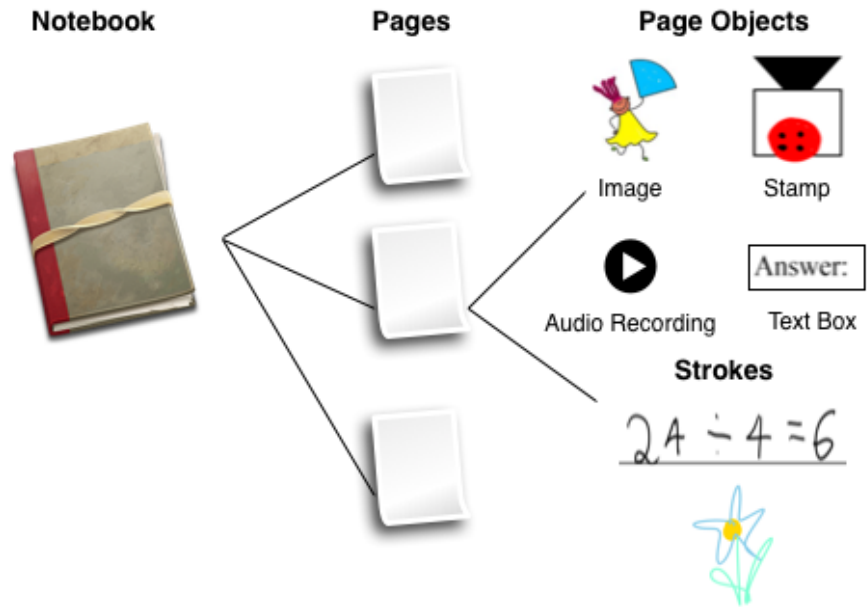 Notebook
Pages
Page Objects
Image
Stamp
Answer:
Audio Recording
Text Box
Strokes
24 ÷ 4 = 6